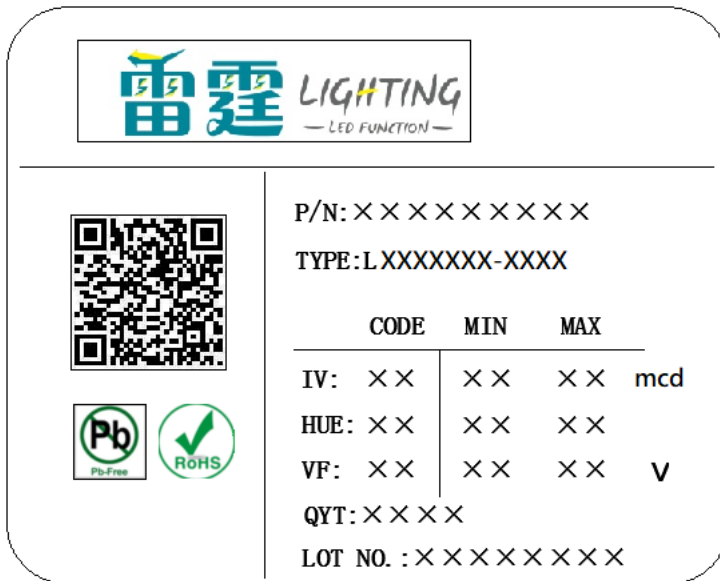 雷霆 LIGHTING
LED FUNCTION
P/N:×××××××××
TYPE:LXXXXXXX-XXXX
CODE MIN MAX
IV: ×× ×× ×× mcd
HUE: ×× ×× ××
VF: ×× ×× ×× V
QYT:××××
LOT NO.:××××××××
Pb
Pb-Free
RoHS